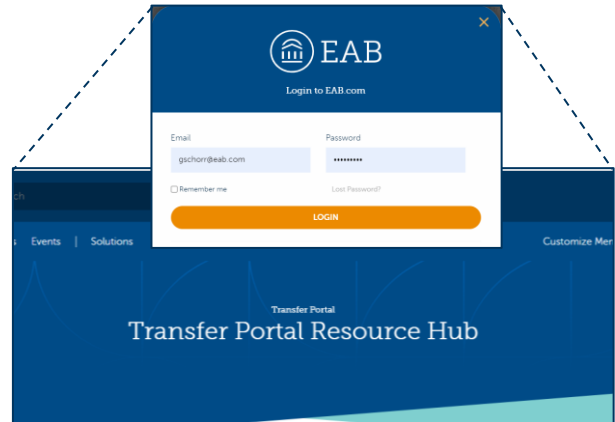 EAB
Login to EAB.com
Email Password
gschorr@eab.com •••••••••
Remember me Lost Password?
LOGIN
Events | Solutions Customize
Transfer Portal
Transfer Portal Resource Hub